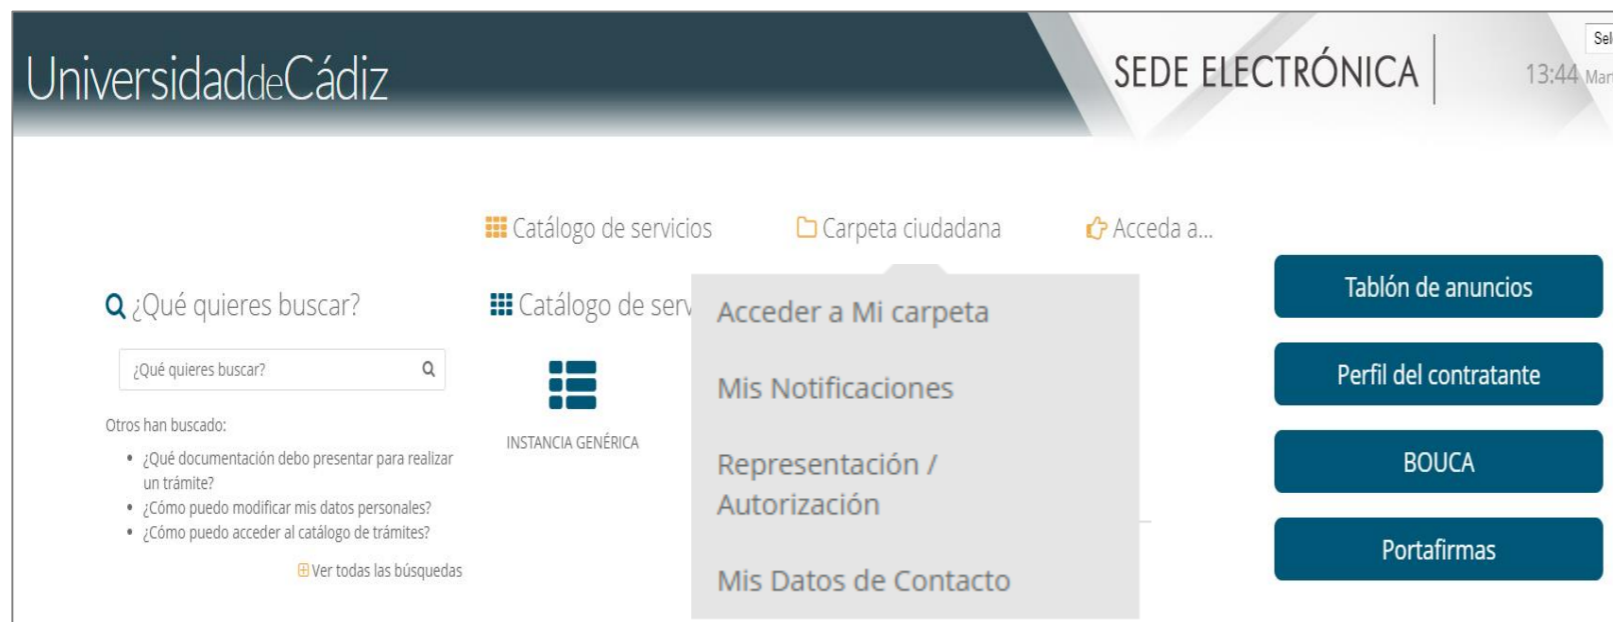 UniversidaddeCádiz
SEDE ELECTRÓNICA
13:44
Catálogo de servicios
Carpeta ciudadana
Acceda a...
¿Qué quieres buscar?
¿Qué quieres buscar?
Otros han buscado:
• ¿Qué documentación debo presentar para realizar
un trámite?
• ¿Cómo puedo modificar mis datos personales?
• ¿Cómo puedo acceder al catálogo de trámites?
Ver todas las búsquedas
Catálogo de serv
INSTANCIA GENÉRICA
Acceder a Mi carpeta
Mis Notificaciones
Representación /
Autorización
Mis Datos de Contacto
Tablón de anuncios
Perfil del contratante
BOUCA
Portafirmas